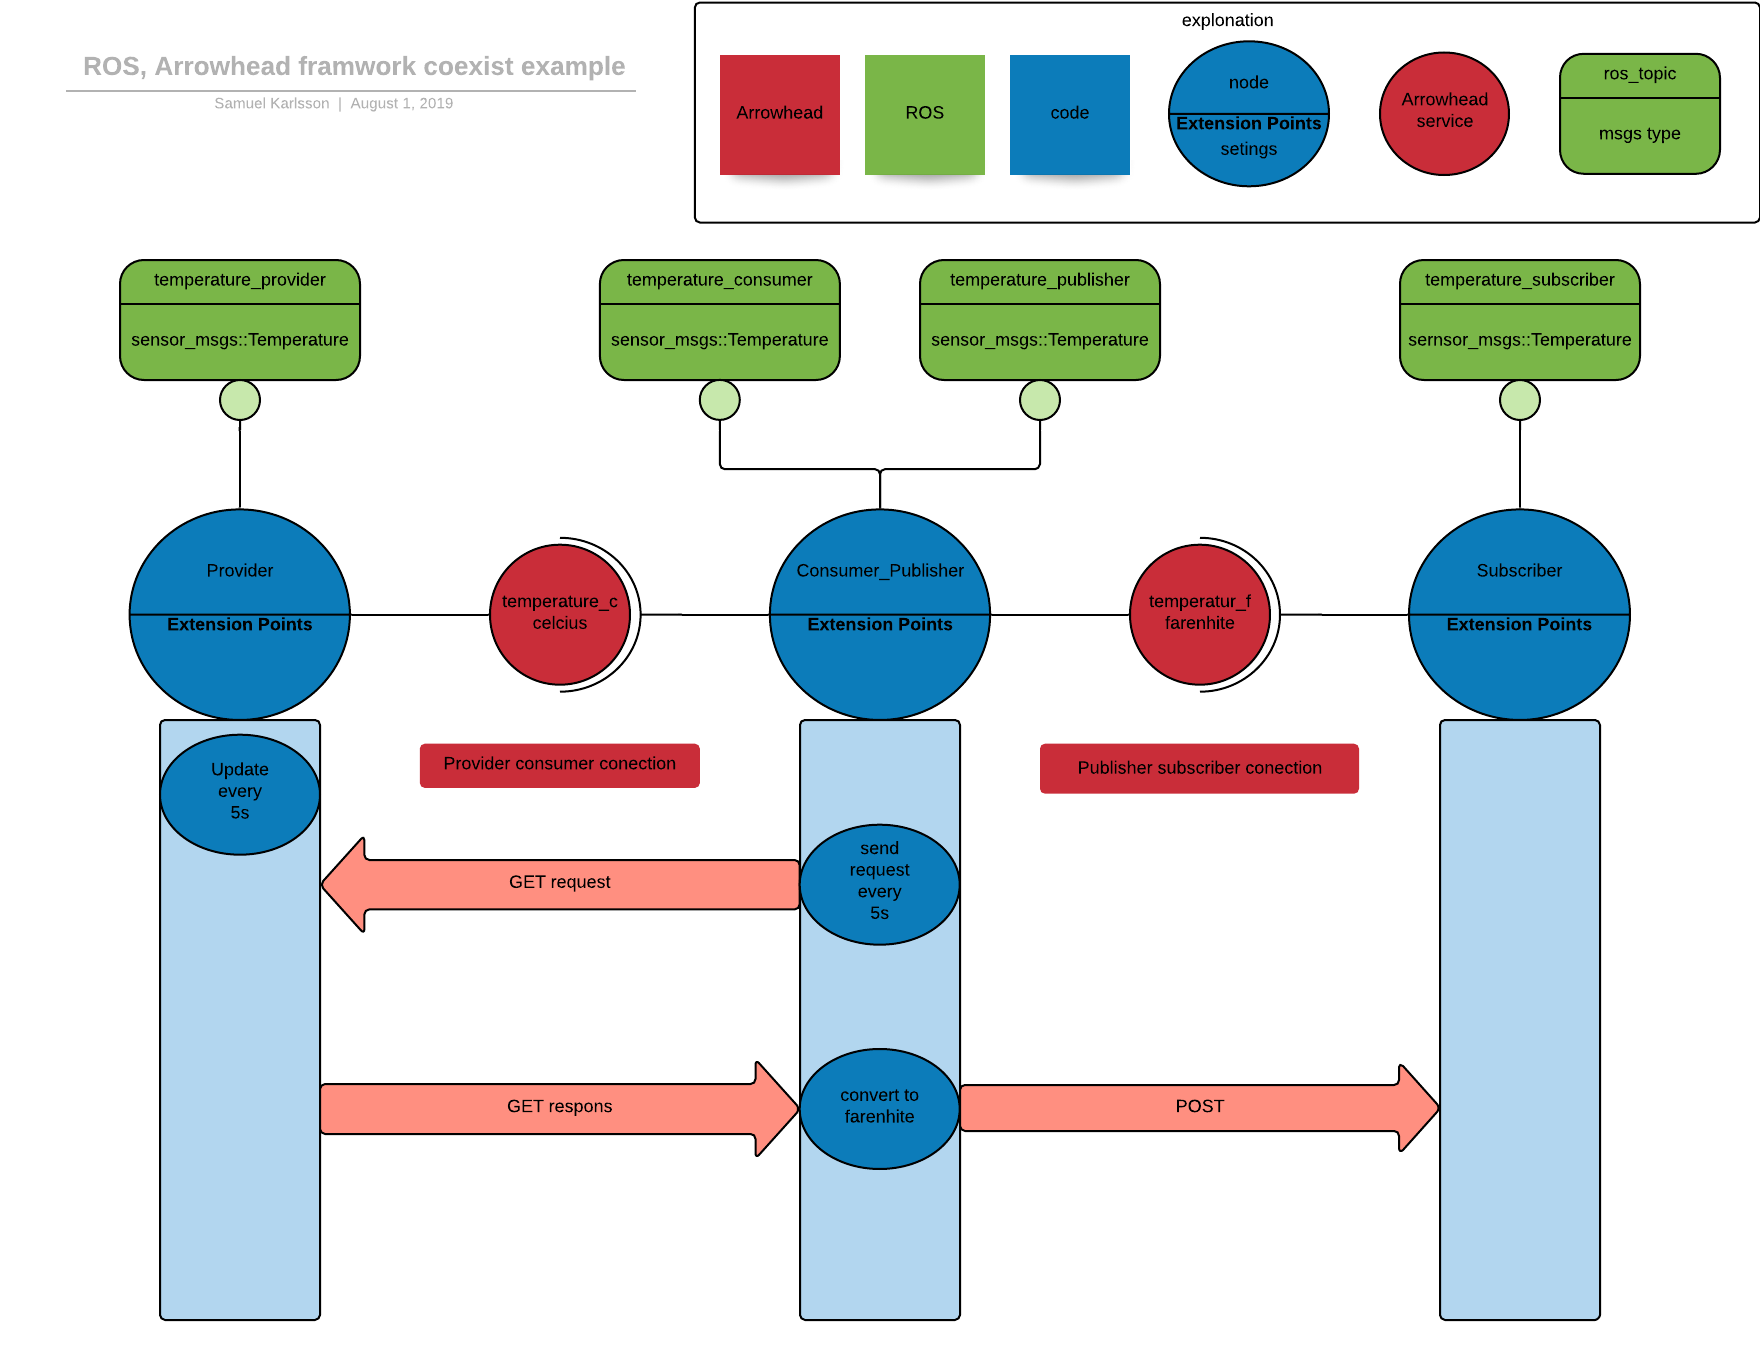 ROS, Arrowhead framwork coexist example
Samuel Karlsson | August 1, 2019
explonation
Arrowhead
ROS
code
node
Extension Points
setings
Arrowhead
service
ros_topic
msgs type
temperature_provider
sensor_msgs::Temperature
temperature_consumer
sensor_msgs::Temperature
temperature_publisher
sensor_msgs::Temperature
temperature_subscriber
sernsor_msgs::Temperature
Provider
Extension Points
temperature_c
celcius
Consumer_Publisher
Extension Points
temperatur_f
farenhite
Subscriber
Extension Points
Update
every
5s
Provider consumer conection
Publisher subscriber conection
GET request
send
request
every
5s
GET respons
convert to
farenhite
POST